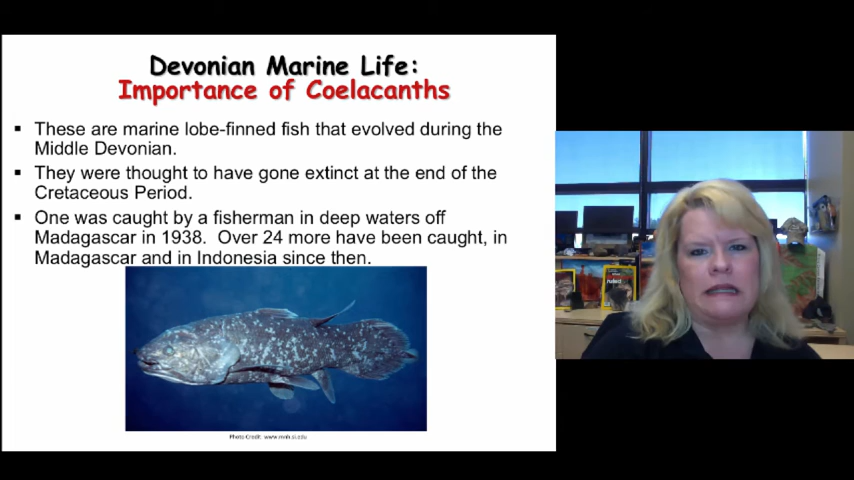 Devonian Marine Life:
Importance of Coelacanths
▪ These are marine lobe-finned fish that evolved during the
Middle Devonian.
▪ They were thought to have gone extinct at the end of the
Cretaceous Period.
▪ One was caught by a fisherman in deep waters off
Madagascar in 1938.  Over 24 more have been caught, in
Madagascar and in Indonesia since then.
Photo Credit: www.mnh.si.edu